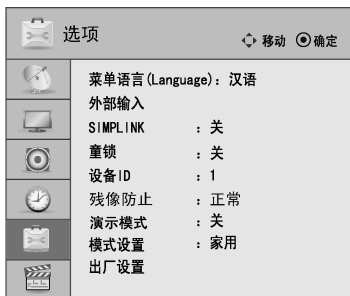 选项
移动 确定
菜单语言(Language): 汉语
外部输入
SIMPLINK : 关
童锁 : 关
设备ID : 1
残像防止 : 正常
演示模式 : 关
模式设置 : 家用
出厂设置